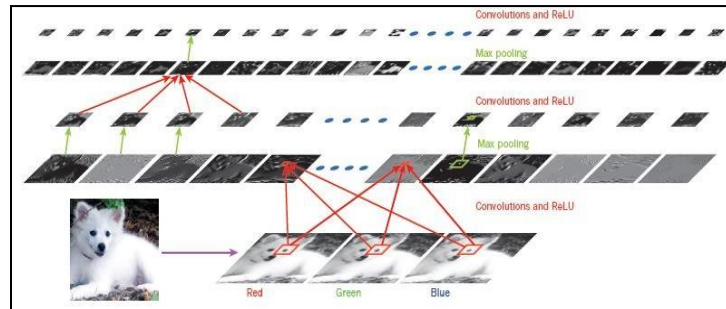 Convolutions and ReLU
Max pooling
Convolutions and ReLU
Max pooling
Convolutions and ReLU
Red Green Blue